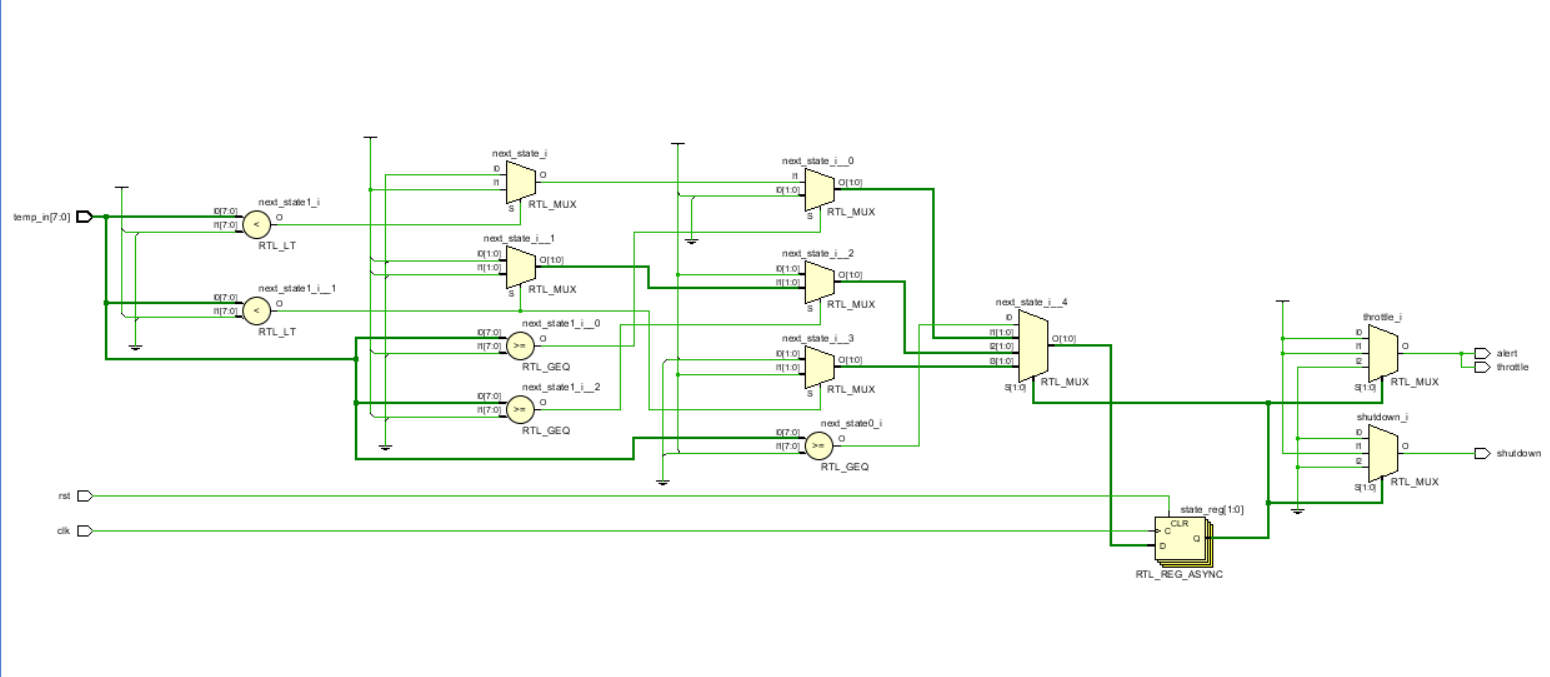 next_state_i
I0
I1
O
S
RTL_MUX
next_state_i__0
I1
I0[1:0]
O[1:0]
S
RTL_MUX
temp_in[7:0]
next_state1_i
I0[7:0]
I1[7:0]
<
O
RTL_LT
next_state_i__1
I0[1:0]
I1[1:0]
O[1:0]
S
RTL_MUX
next_state_i__2
I0[1:0]
I1[1:0]
O[1:0]
S
RTL_MUX
next_state1_i__1
I0[7:0]
I1[7:0]
<
O
RTL_LT
next_state1_i__0
I0[7:0]
I1[7:0]
>=
O
RTL_GEQ
next_state_i__3
I0[1:0]
I1[1:0]
O[1:0]
S
RTL_MUX
next_state_i__4
I0
I1[1:0]
I2[1:0]
I3[1:0]
O[1:0]
S[1:0]
RTL_MUX
throttle_i
I0
I1
I2
O
S[1:0]
RTL_MUX
alert
throttle
next_state1_i__2
I0[7:0]
I1[7:0]
>=
O
RTL_GEQ
next_state0_i
I0[7:0]
I1[7:0]
>=
O
RTL_GEQ
shutdown_i
I0
I1
I2
O
S[1:0]
RTL_MUX
shutdown
rst
clk
state_reg[1:0]
CLR
C
D
Q
RTL_REG_ASYNC